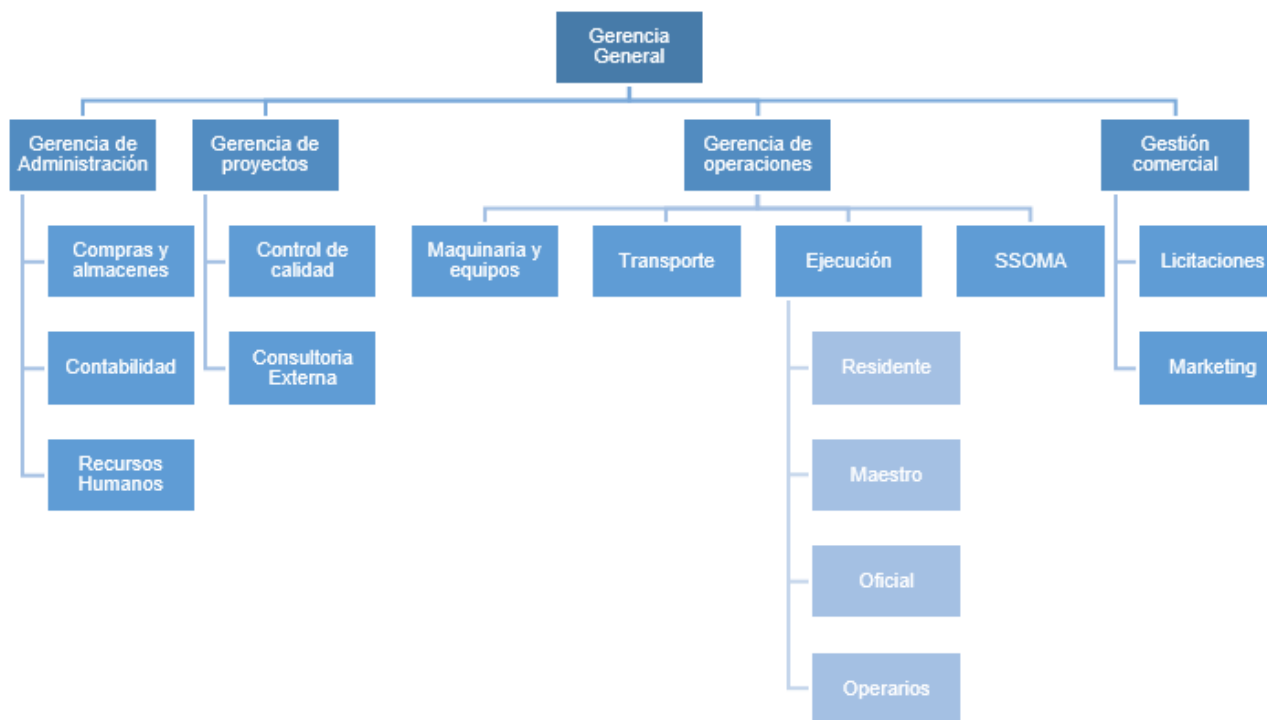 Gerencia
General
Gerencia de
Administración
Gerencia de
proyectos
Gerencia de
operaciones
Gestión
comercial
Compras y
almacenes
Control de
calidad
Maquinaria y
equipos
Transporte
Ejecución
SSOMA
Licitaciones
Contabilidad
Consultoria
Externa
Residente
Marketing
Recursos
Humanos
Maestro
Oficial
Operarios